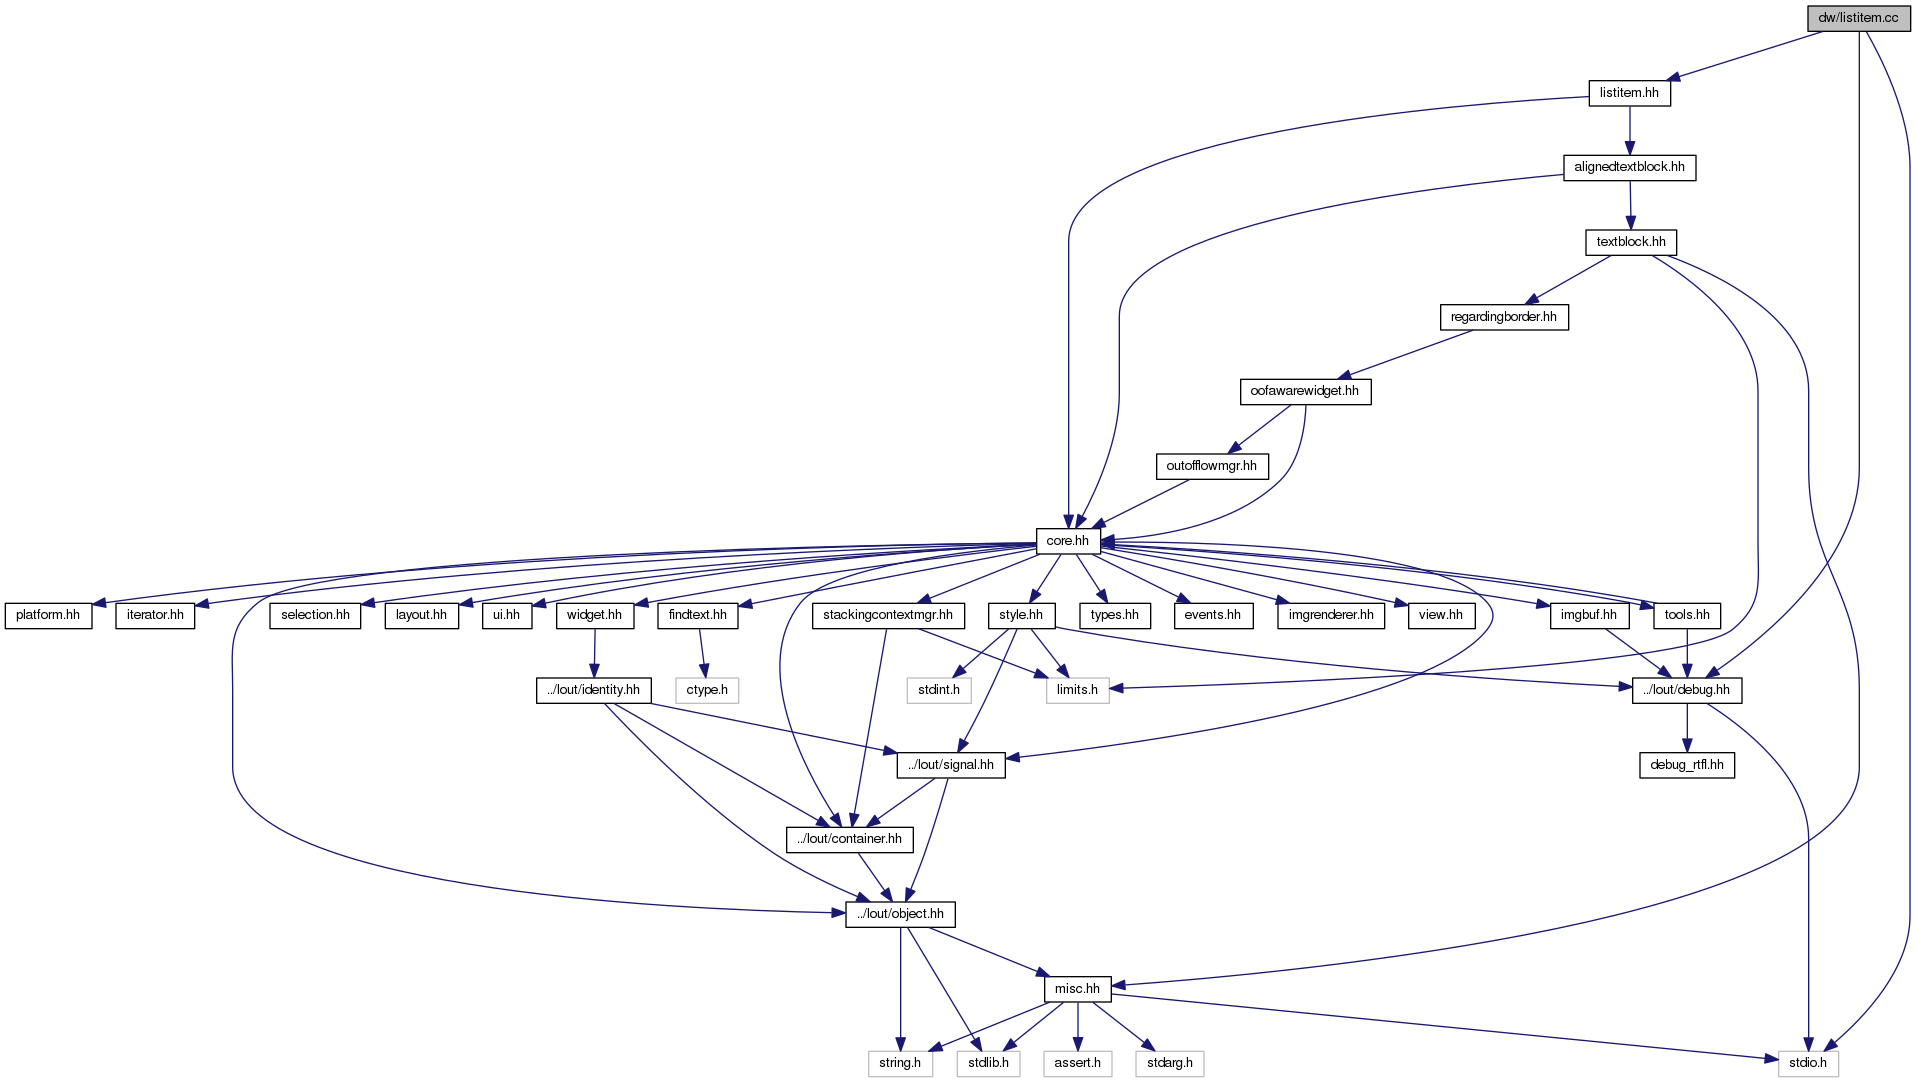 dw/listitem.cc
listitem.hh
alignedtextblock.hh
textblock.hh
regardingborder.hh
oofawarewidget.hh
outofflowmgr.hh
core.hh
platform.hh
iterator.hh
selection.hh
layout.hh
ui.hh
widget.hh
findtext.hh
stackingcontextmgr.hh
style.hh
types.hh
events.hh
imgrenderer.hh
view.hh
imgbuf.hh
tools.hh
../lout/identity.hh
ctype.h
stdint.h
limits.h
../lout/debug.hh
../lout/signal.hh
debug_rtfl.hh
../lout/container.hh
../lout/object.hh
misc.hh
string.h
stdlib.h
assert.h
stdarg.h
stdio.h